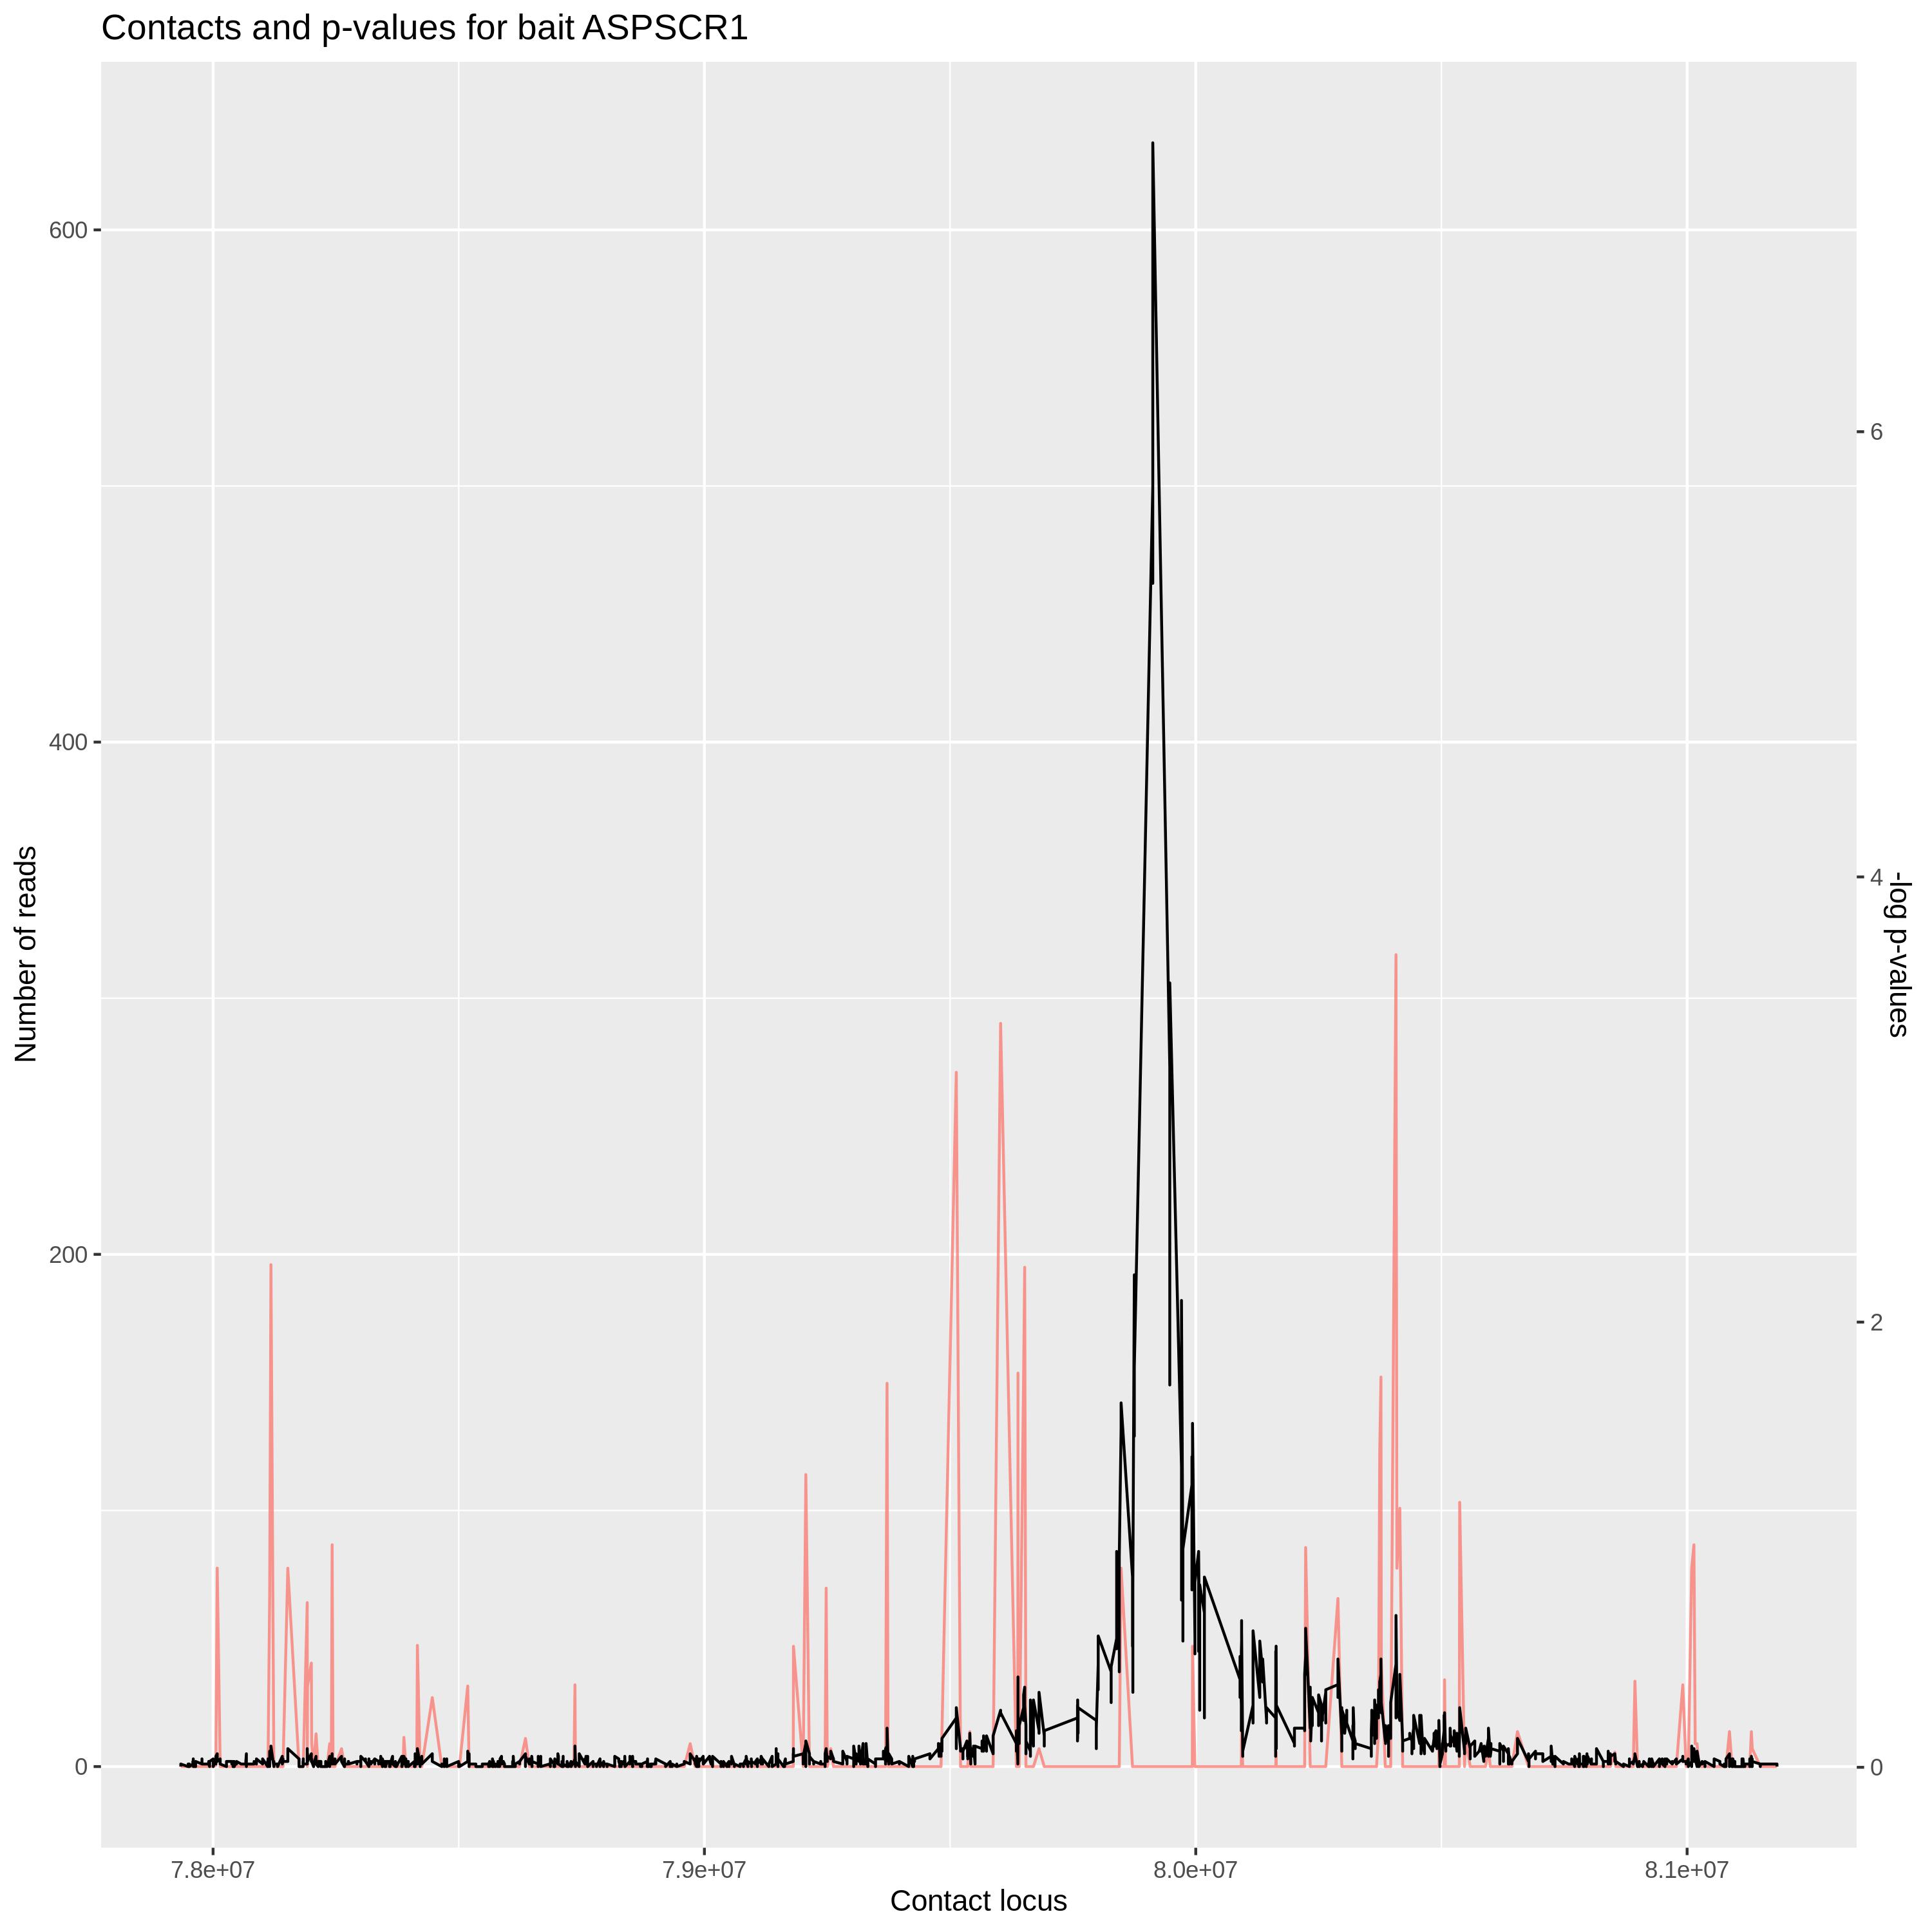 Contacts and p-values for bait ASPSCR1
600
400
200
0
Number of reads
6
4
2
0
-log p-values
7.8e+07
7.9e+07
8.0e+07
8.1e+07
Contact locus